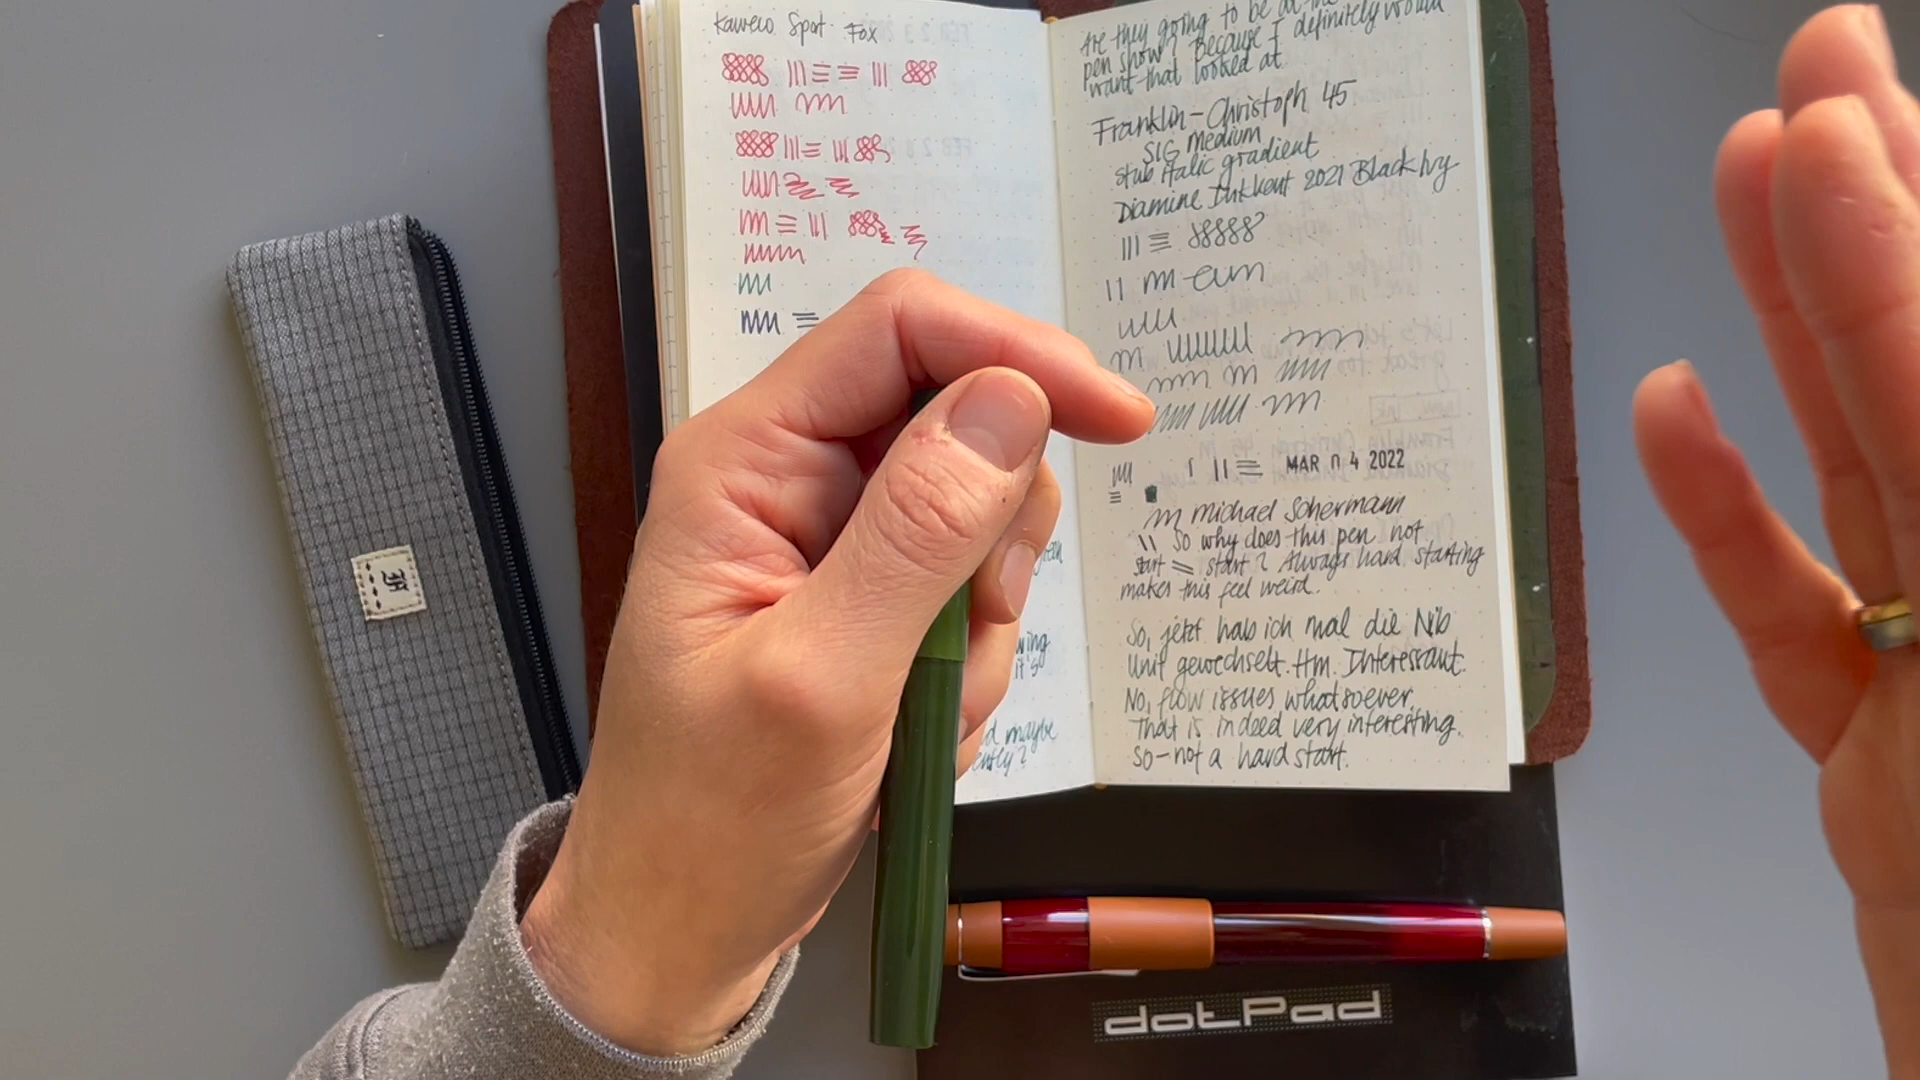 Kaweco Sport Fox
wing
it's
maybe
Are they going to be at the
pen show? Because I definitely would
want that looked at.
Franklin-Christoph 45
SIG Medium
Stub italic gradient
Diamine Inkvent 2021 Black Ivy
MAR 04 2022
m michael Schermann
So why does this pen not
start = start? Always hard starting
makes this feel weird.
So, jetzt hab ich mal die Nib
Unit gewechselt. Hm. Interessant.
No, flow issues whatsoever.
That is indeed very interesting.
So - not a hard start.
dotPad